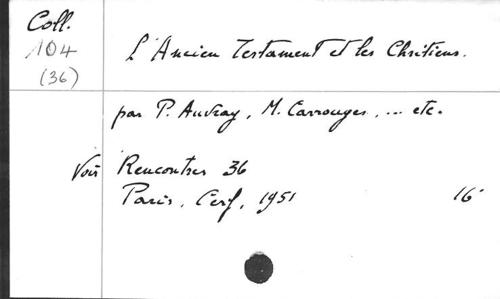 Coll.
104
(36)
L'Ancien Testament et les Chrétiens.
par P. Auvray, M. Carrouges, ... etc.
Voir Rencontres 36
Paris, Cerf, 1951 16°